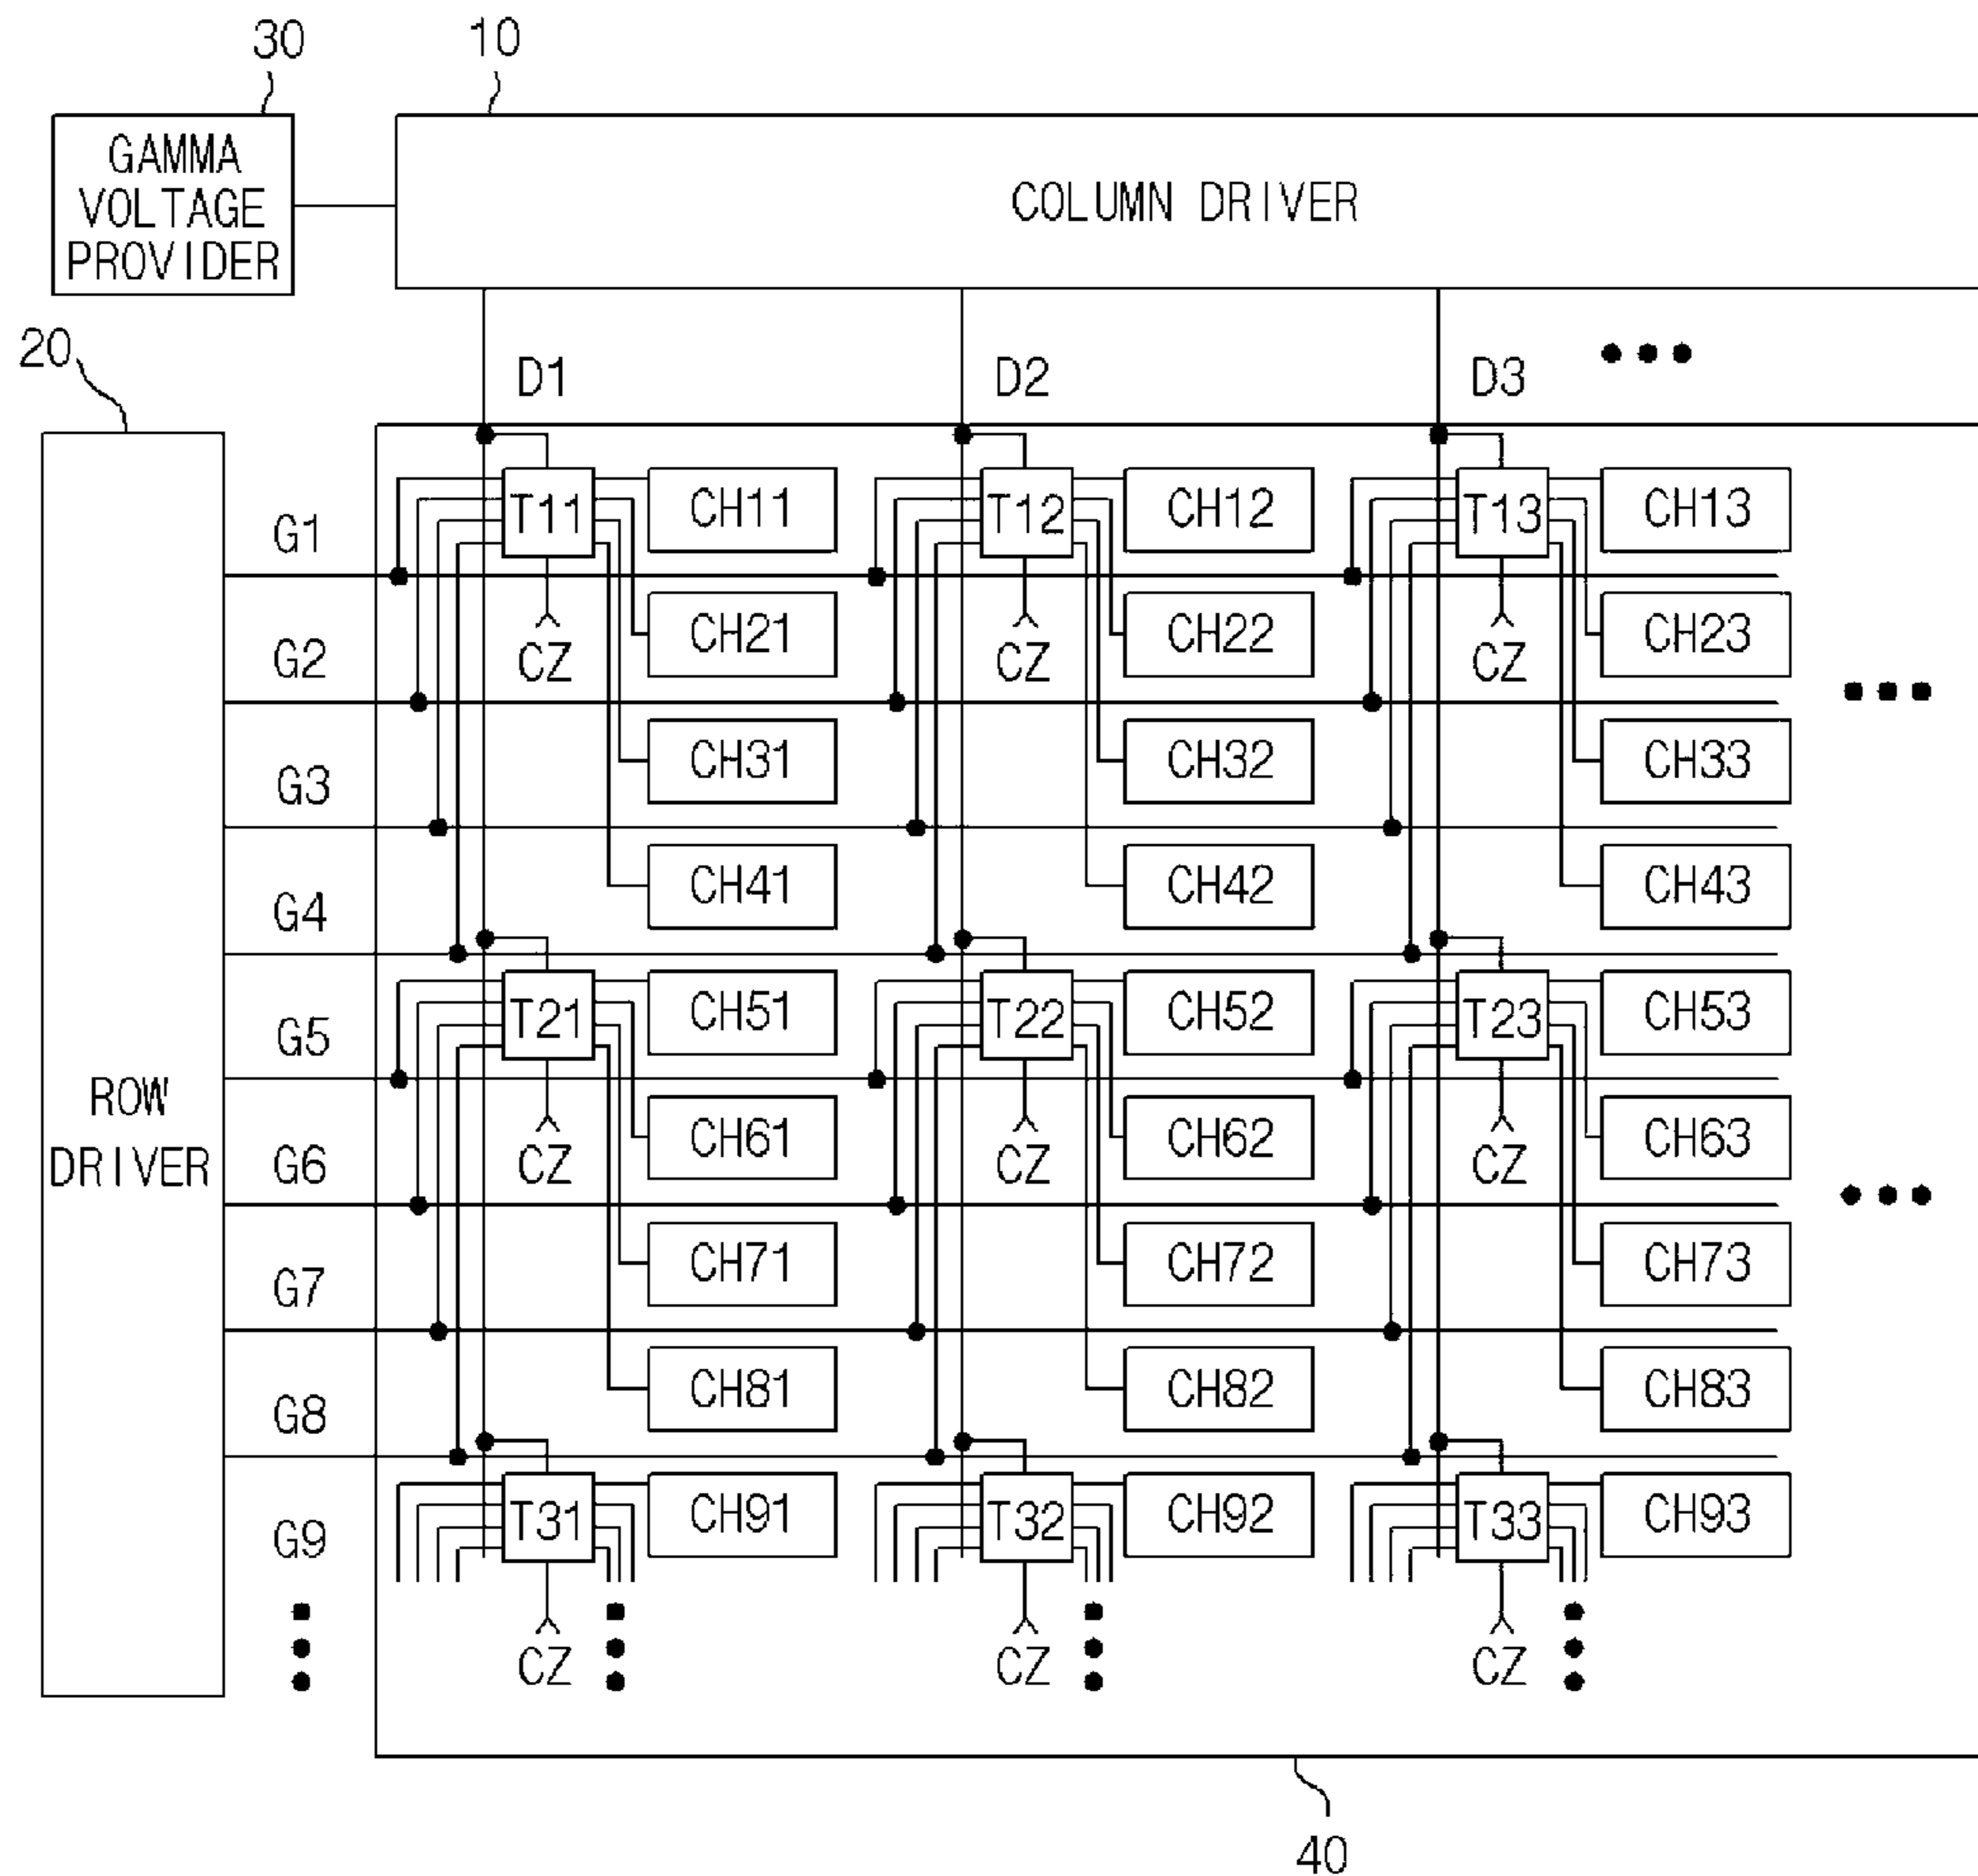 30
10
GAMMA
VOLTAGE
PROVIDER
COLUMN DRIVER
20
D1 D2 D3
T11 CH11 T12 CH12 T13 CH13
G1
CH21 CH22 CH23
G2 CZ CZ CZ
CH31 CH32 CH33
G3
CH41 CH42 CH43
G4
T21 CH51 T22 CH52 T23 CH53
G5
ROW
DRIVER
CH61 CH62 CH63
G6 CZ CZ CZ
CH71 CH72 CH73
G7
CH81 CH82 CH83
G8
T31 CH91 T32 CH92 T33 CH93
G9
CZ CZ CZ
40